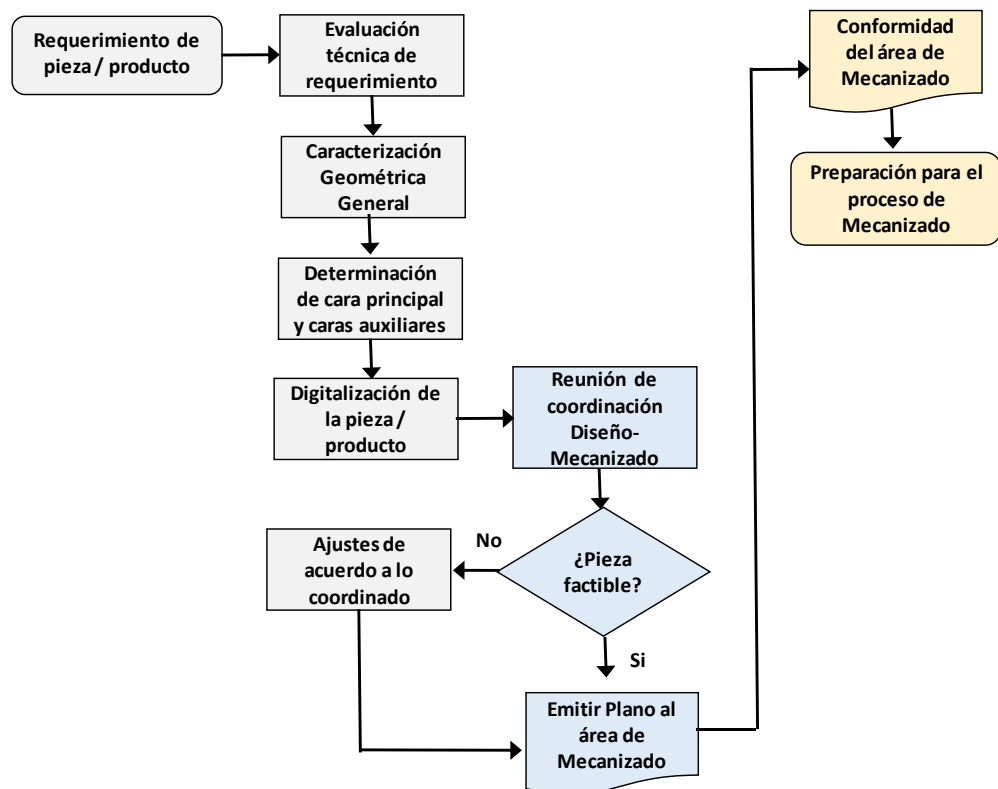 Requerimiento de
pieza / producto
Evaluación
técnica de
requerimiento
Caracterización
Geométrica
General
Determinación
de cara principal
y caras auxiliares
Digitalización de
la pieza /
producto
Reunión de
coordinación
Diseño-
Mecanizado
¿Pieza
factible?
No
Ajustes de
acuerdo a lo
coordinado
Si
Emitir Plano al
área de
Mecanizado
Conformidad
del área de
Mecanizado
Preparación para el
proceso de
Mecanizado